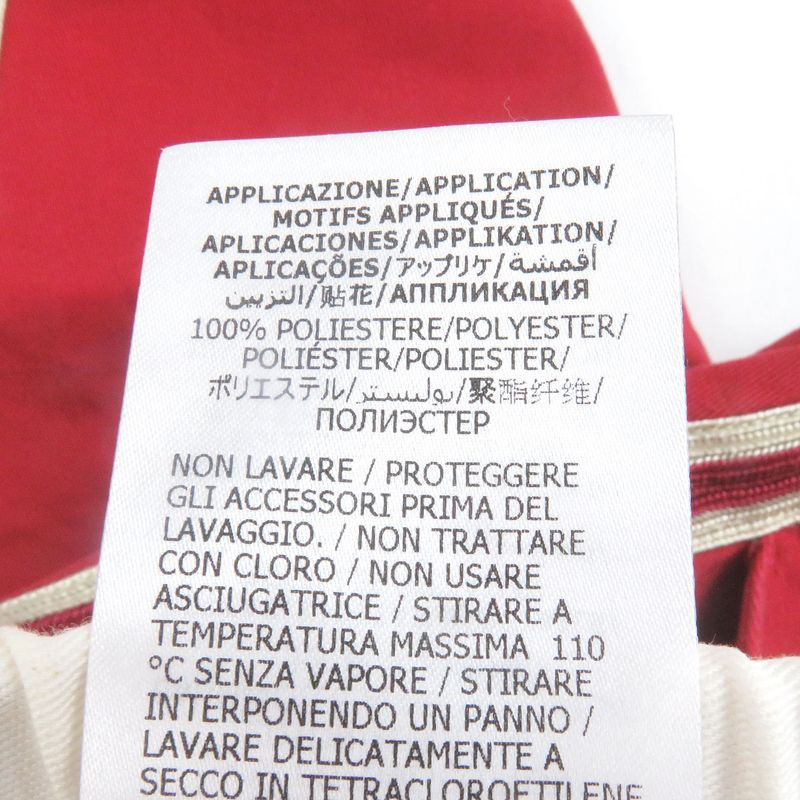 APPLICAZIONE/APPLICATION/
MOTIFS APPLIQUÉS/
APLICACIONES/APPLIKATION/
APLICAÇÕES/アップリケ/أقمشة
التزيين/贴花/АППЛИКАЦИЯ
100% POLIESTERE/POLYESTER/
POLIÉSTER/POLIESTER/
ポリエステル/بوليستر/聚酯纤维/
ПОЛИЭСТЕР
NON LAVARE / PROTEGGERE
GLI ACCESSORI PRIMA DEL
LAVAGGIO. / NON TRATTARE
CON CLORO / NON USARE
ASCIUGATRICE / STIRARE A
TEMPERATURA MASSIMA 110
°C SENZA VAPORE / STIRARE
INTERPONENDO UN PANNO /
LAVARE DELICATAMENTE A
SECCO IN TETRACLOROETILENE